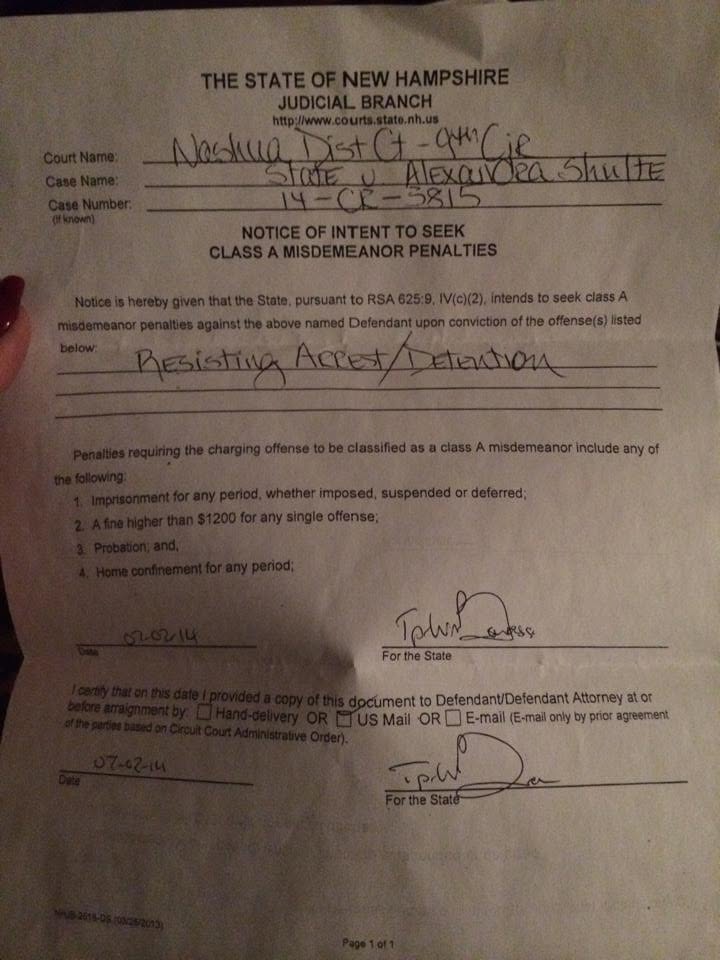 THE STATE OF NEW HAMPSHIRE
JUDICIAL BRANCH
http://www.courts.state.nh.us
Court Name: Nashua Dist Ct - 9th Cir
Case Name: State v Alexandrea Shulte
Case Number: 14-CR-3815
(if known)
NOTICE OF INTENT TO SEEK
CLASS A MISDEMEANOR PENALTIES
Notice is hereby given that the State, pursuant to RSA 625:9, IV(c)(2), intends to seek class A
misdemeanor penalties against the above named Defendant upon conviction of the offense(s) listed
below: Resisting Arrest/Detention
Penalties requiring the charging offense to be classified as a class A misdemeanor include any of
the following:
1. Imprisonment for any period, whether imposed, suspended or deferred;
2. A fine higher than $1200 for any single offense;
3. Probation; and,
4. Home confinement for any period;
07-02-14
Date
For the State
I certify that on this date I provided a copy of this document to Defendant/Defendant Attorney at or
before arraignment by: Hand-delivery OR US Mail OR E-mail (E-mail only by prior agreement
of the parties based on Circuit Court Administrative Order).
07-02-14
Date
For the State
Page 1 of 1